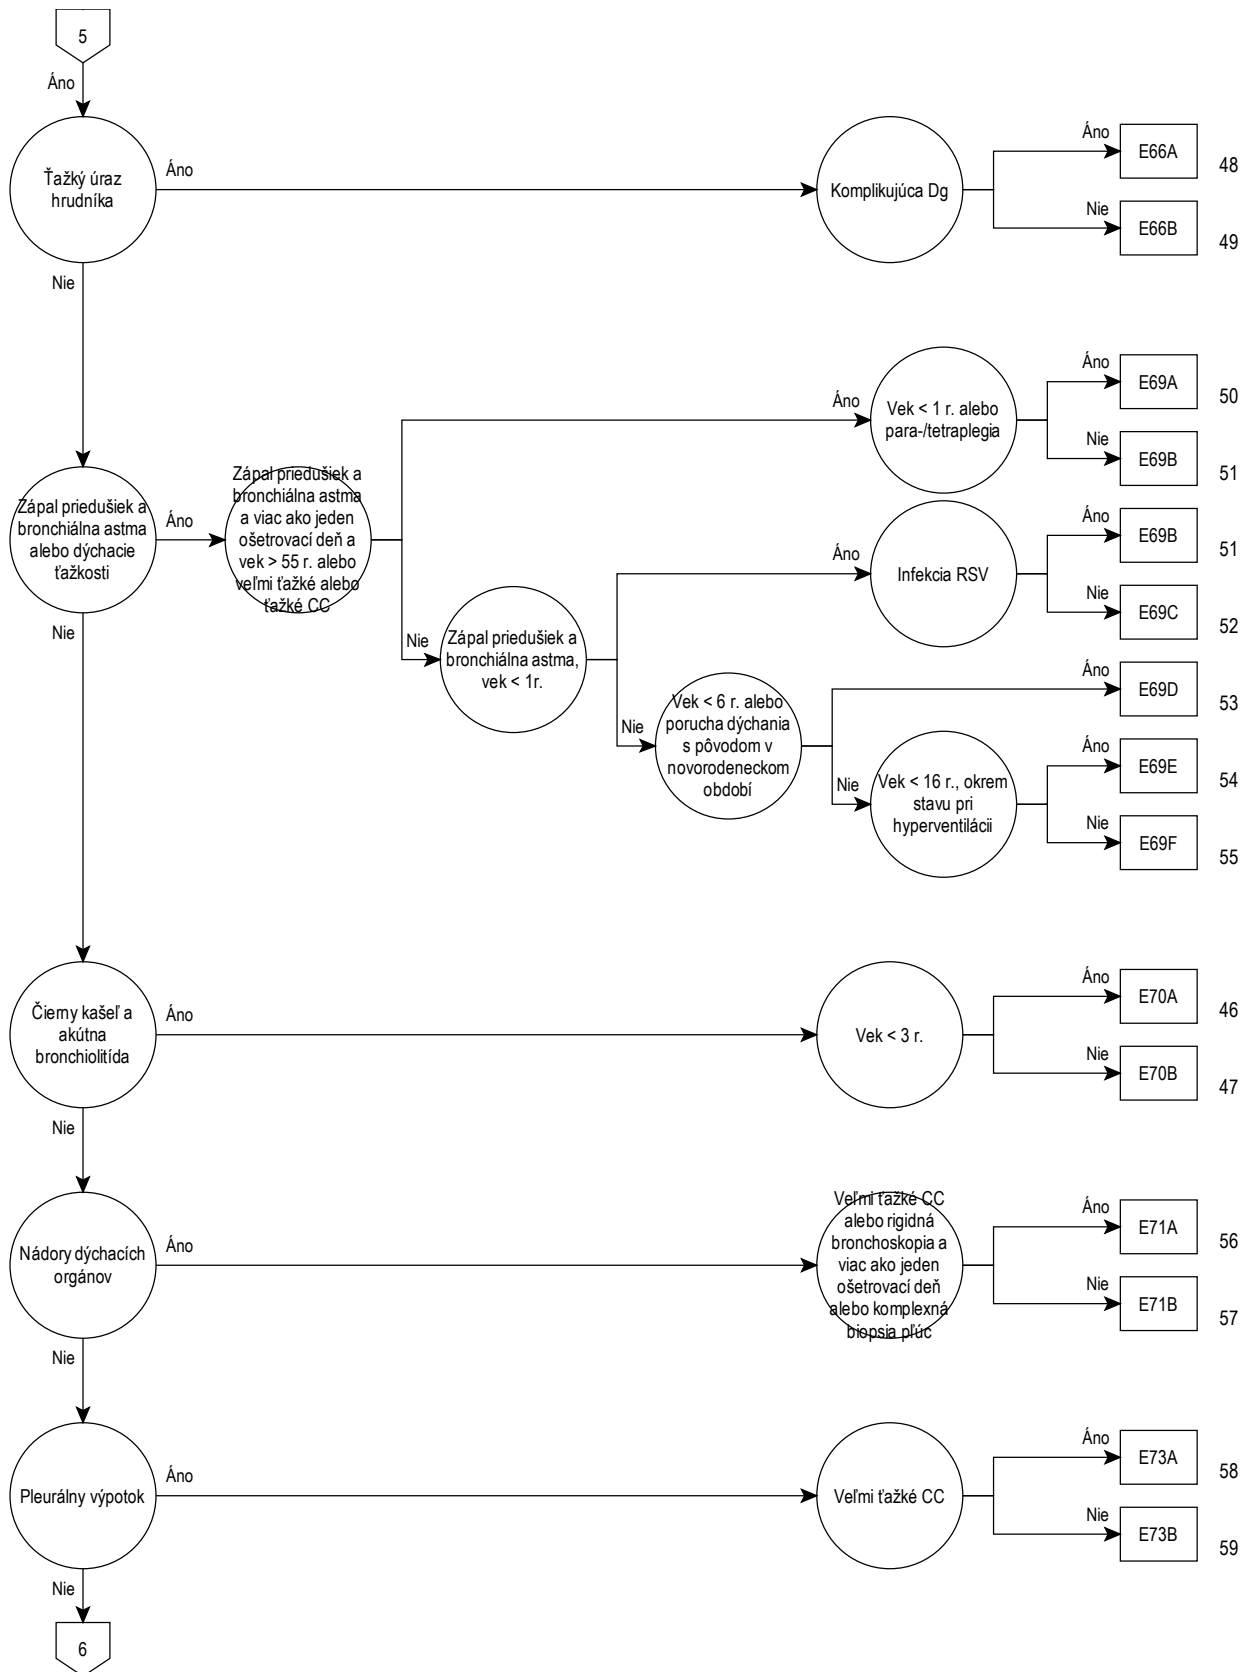 5
Áno
Ťažký úraz
hrudníka
Áno
Komplikujúca Dg
Áno
E66A
48
Nie
E66B
49
Nie
Zápal priedušiek a
bronchiálna astma
alebo dýchacie
ťažkosti
Áno
Zápal priedušiek a
bronchiálna astma
a viac ako jeden
ošetrovací deň a
vek > 55 r. alebo
veľmi ťažké alebo
ťažké CC
Áno
Vek < 1 r. alebo
para-/tetraplegia
Áno
E69A
50
Nie
E69B
51
Nie
Zápal priedušiek a
bronchiálna astma,
vek < 1r.
Áno
Infekcia RSV
Áno
E69B
51
Nie
E69C
52
Nie
Vek < 6 r. alebo
porucha dýchania
s pôvodom v
novorodeneckom
období
Áno
E69D
53
Nie
Vek < 16 r., okrem
stavu pri
hyperventilácii
Áno
E69E
54
Nie
E69F
55
Nie
Čierny kašeľ a
akútna
bronchiolitída
Áno
Vek < 3 r.
Áno
E70A
46
Nie
E70B
47
Nie
Nádory dýchacích
orgánov
Áno
Veľmi ťažké CC
alebo rigidná
bronchoskopia a
viac ako jeden
ošetrovací deň
alebo komplexná
biopsia pľúc
Áno
E71A
56
Nie
E71B
57
Nie
Pleurálny výpotok
Áno
Veľmi ťažké CC
Áno
E73A
58
Nie
E73B
59
Nie
6